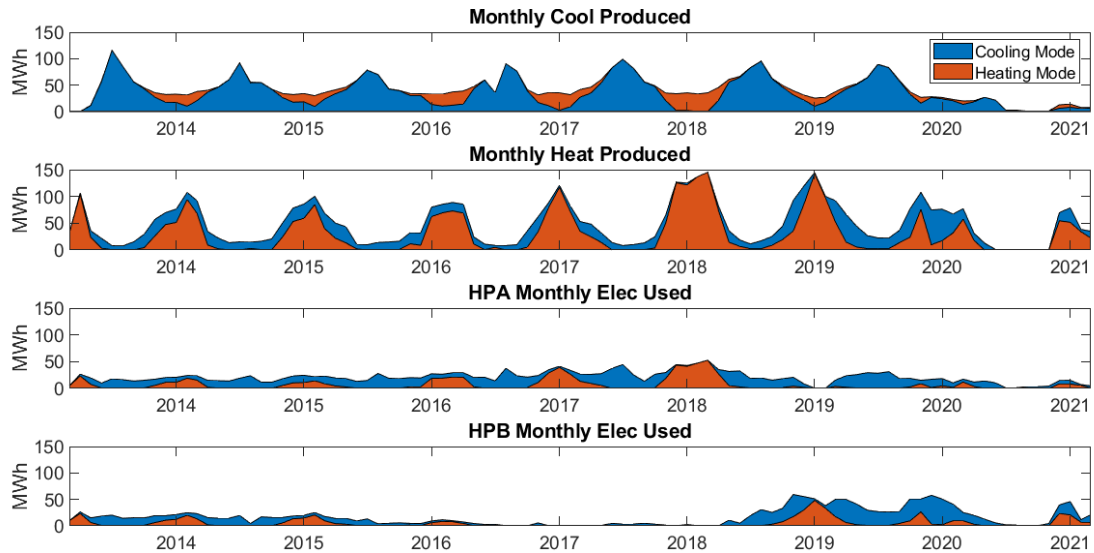 Monthly Cool Produced
MWh
150
100
50
0
Cooling Mode
Heating Mode
2014 2015 2016 2017 2018 2019 2020 2021
Monthly Heat Produced
MWh
150
100
50
0
2014 2015 2016 2017 2018 2019 2020 2021
HPA Monthly Elec Used
MWh
150
100
50
0
2014 2015 2016 2017 2018 2019 2020 2021
HPB Monthly Elec Used
MWh
150
100
50
0
2014 2015 2016 2017 2018 2019 2020 2021